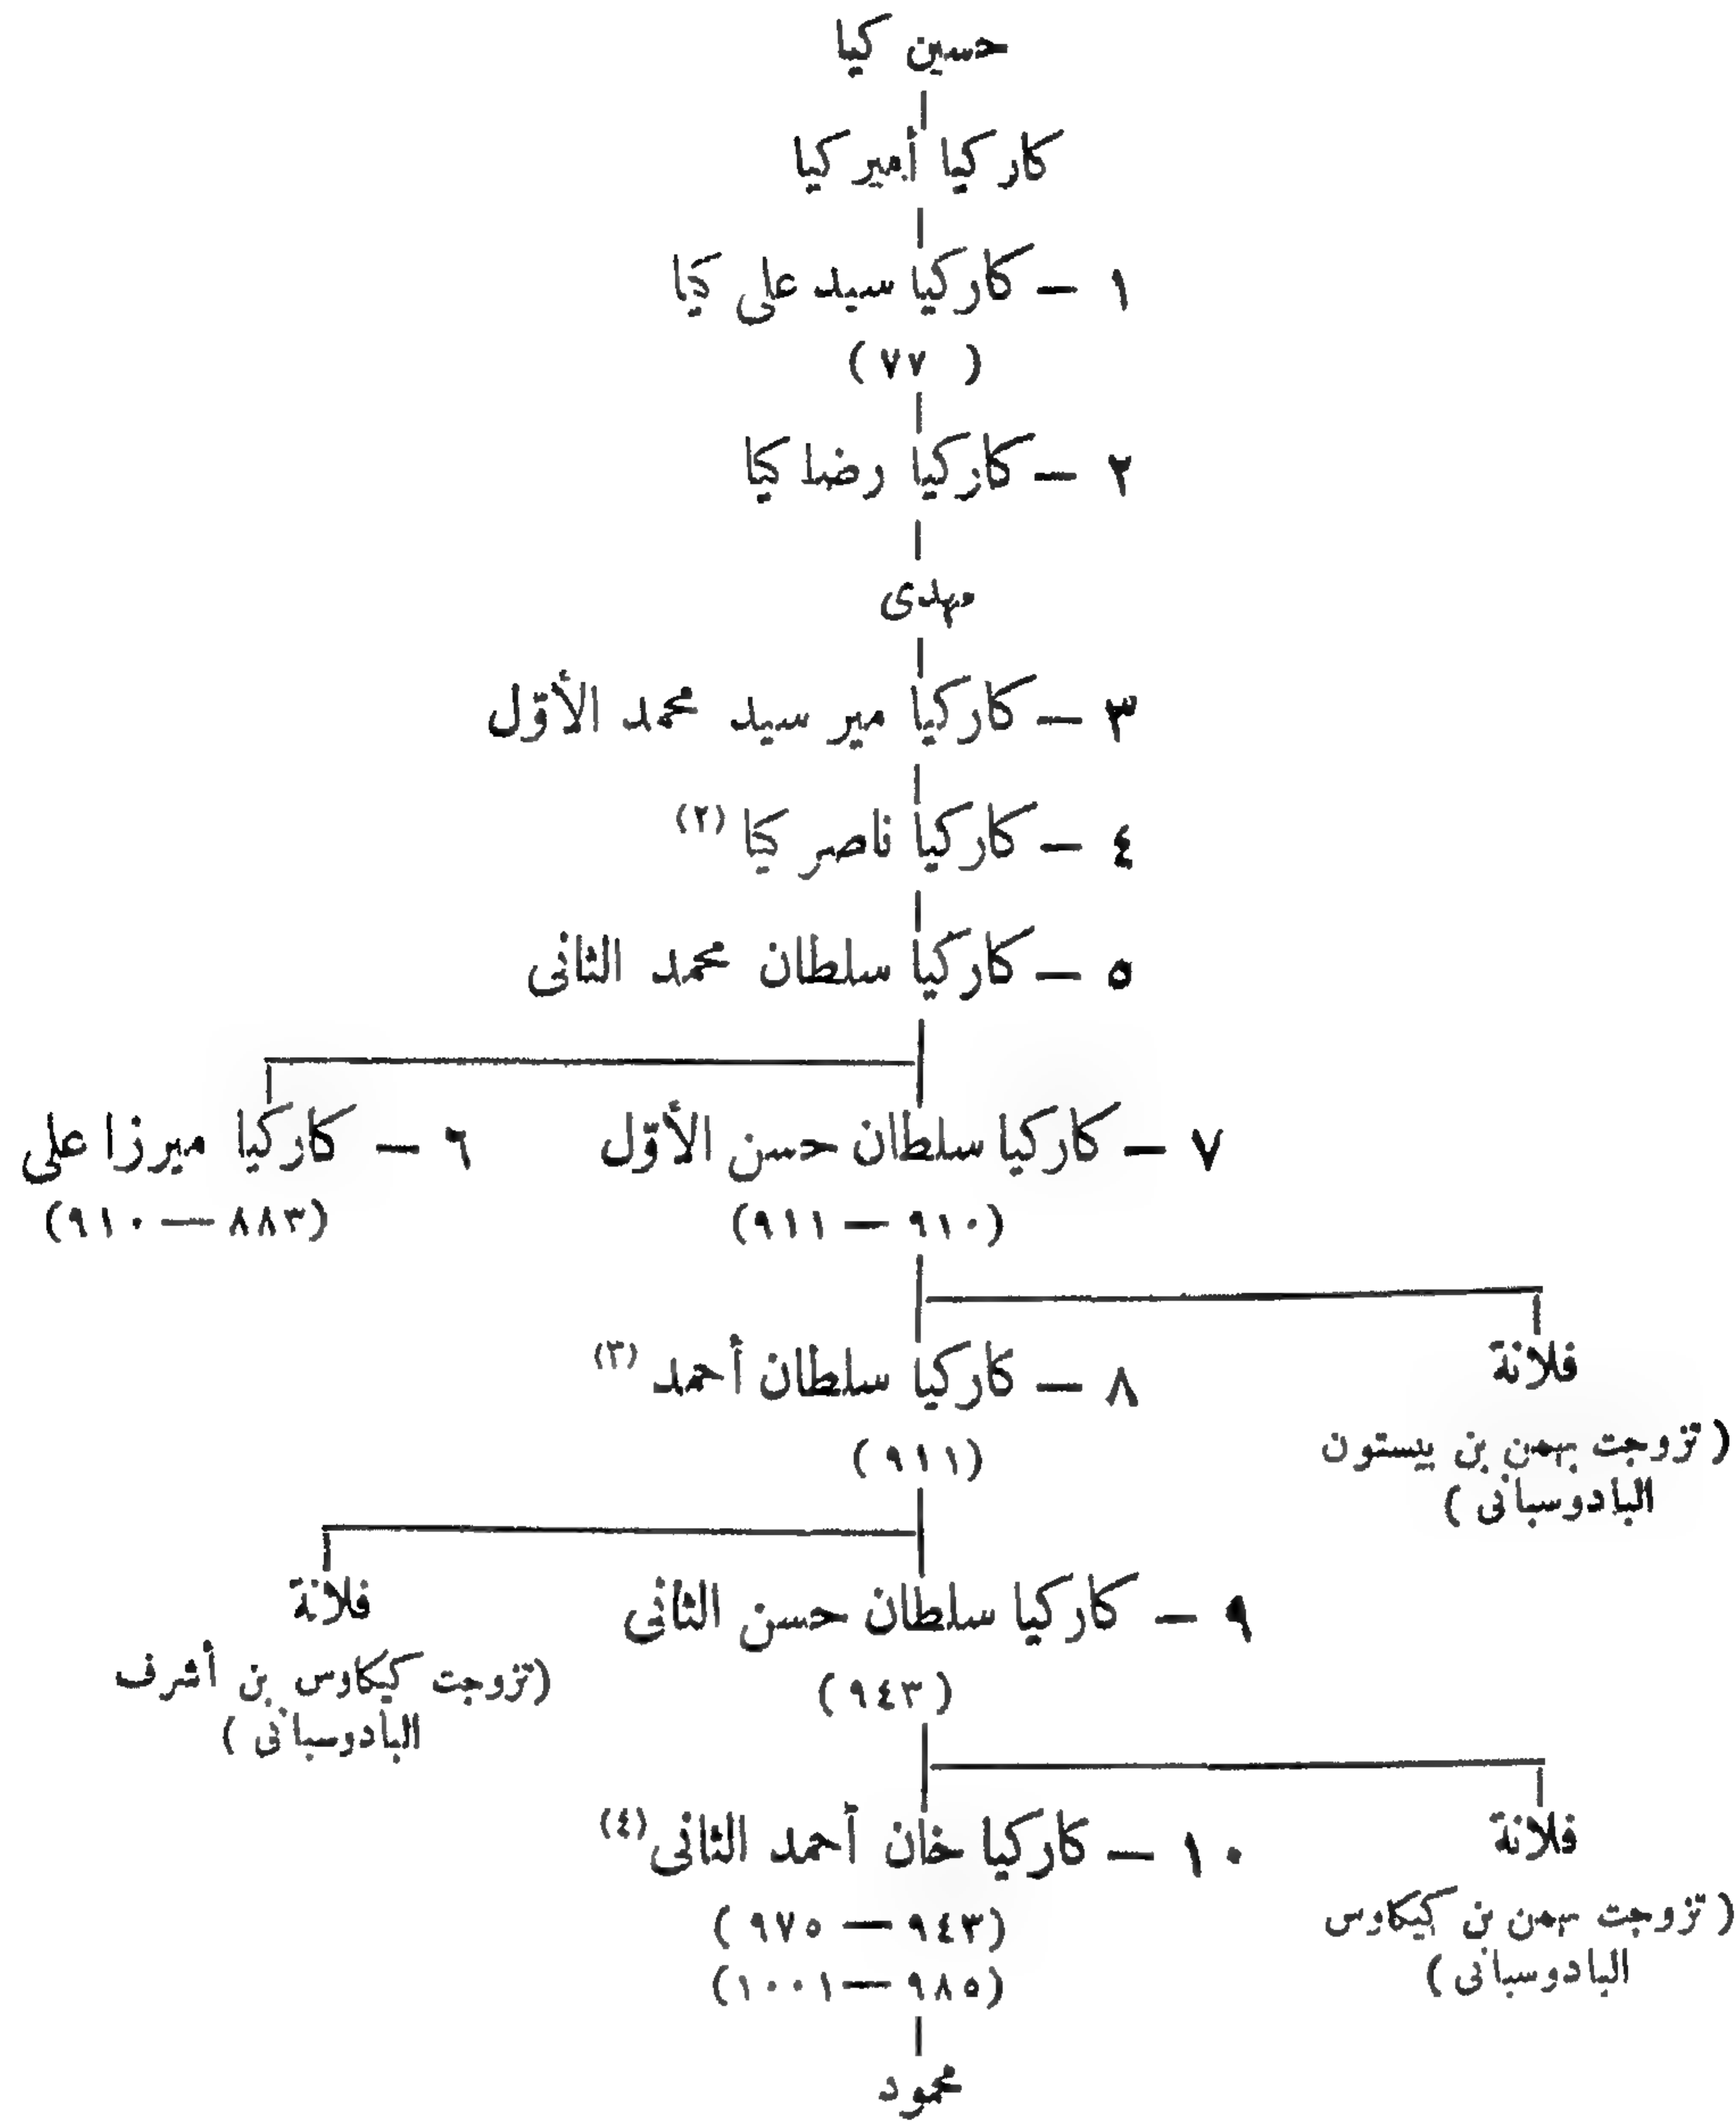 حسين كيا
كاركيا أمير كيا
١ – كاركيا سيد على كيا
( ٧٧ )
٢ – كاركيا رضا كيا
مهدى
٣ – كاركيا مير سيد محمد الأوّل
٤ – كاركيا ناصر كيا (٢)
٥ – كاركيا سلطان محمد الثانى
٧ – كاركيا سلطان حسن الأوّل
(٩١٠ – ٩١١)
٦ – كاركيا ميرزا على
(٨٨٣ – ٩١٠)
فلانة
( تزوجت بهمن بن بيستون
البادوسبانى )
٨ – كاركيا سلطان أحمد (٣)
(٩١١)
٩ – كاركيا سلطان حسن الثانى
(٩٤٣)
فلانة
(تزوجت كيكاوس بن أشرف
البادوسبانى )
فلانة
( تزوجت بهمن بن كيكاوس
البادوسبانى )
١٠ – كاركيا خان أحمد الثانى (٤)
(٩٤٣ – ٩٧٥ )
(٩٨٥ – ١٠٠١)
محمود